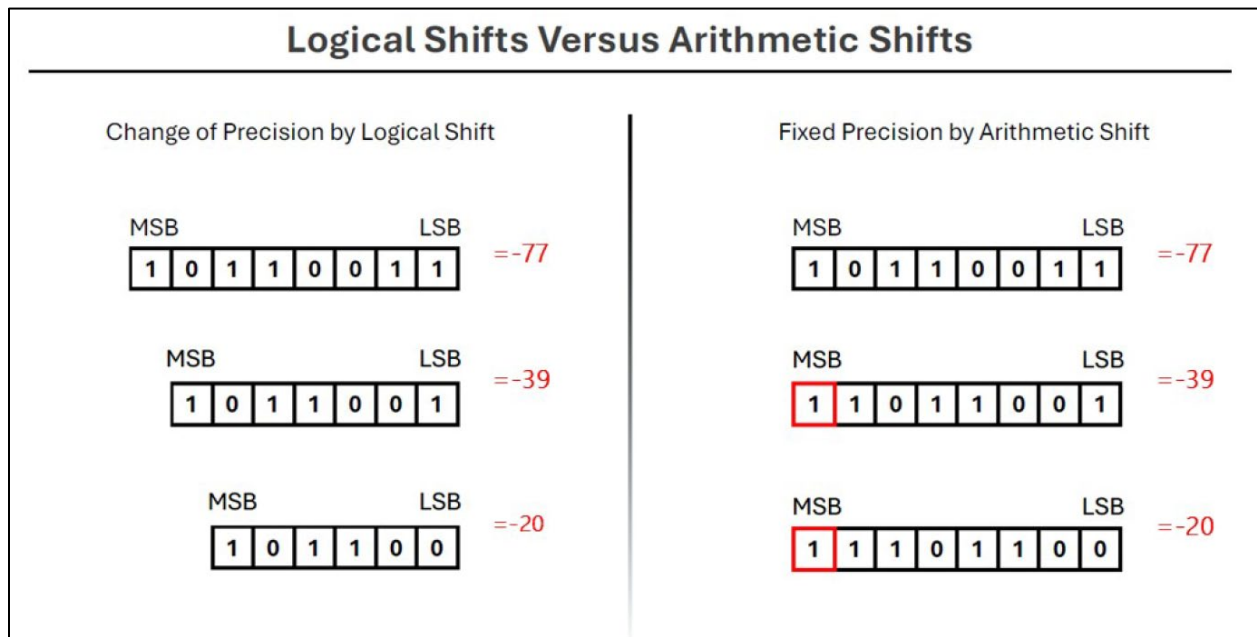 Logical Shifts Versus Arithmetic Shifts
Change of Precision by Logical Shift
MSB LSB
1 0 1 1 0 0 1 1 =-77
MSB LSB
1 0 1 1 0 0 1 =-39
MSB LSB
1 0 1 1 0 0 =-20
Fixed Precision by Arithmetic Shift
MSB LSB
1 0 1 1 0 0 1 1 =-77
MSB LSB
1 1 0 1 1 0 0 1 =-39
MSB LSB
1 1 1 0 1 1 0 0 =-20